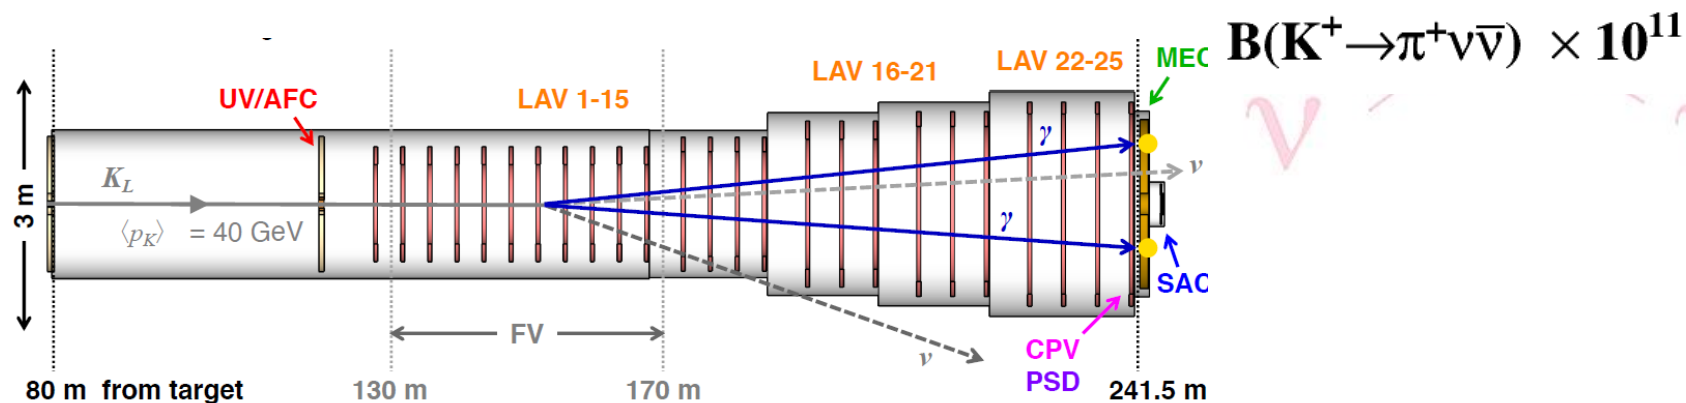 B(K⁺→π⁺νν̄) × 10¹¹
MEC
LAV 22-25
LAV 16-21
UV/AFC
LAV 1-15
γ
ν
K_L
3 m
⟨p_K⟩ = 40 GeV
γ
SAC
FV
ν
CPV
PSD
80 m from target
130 m
170 m
241.5 m
ν